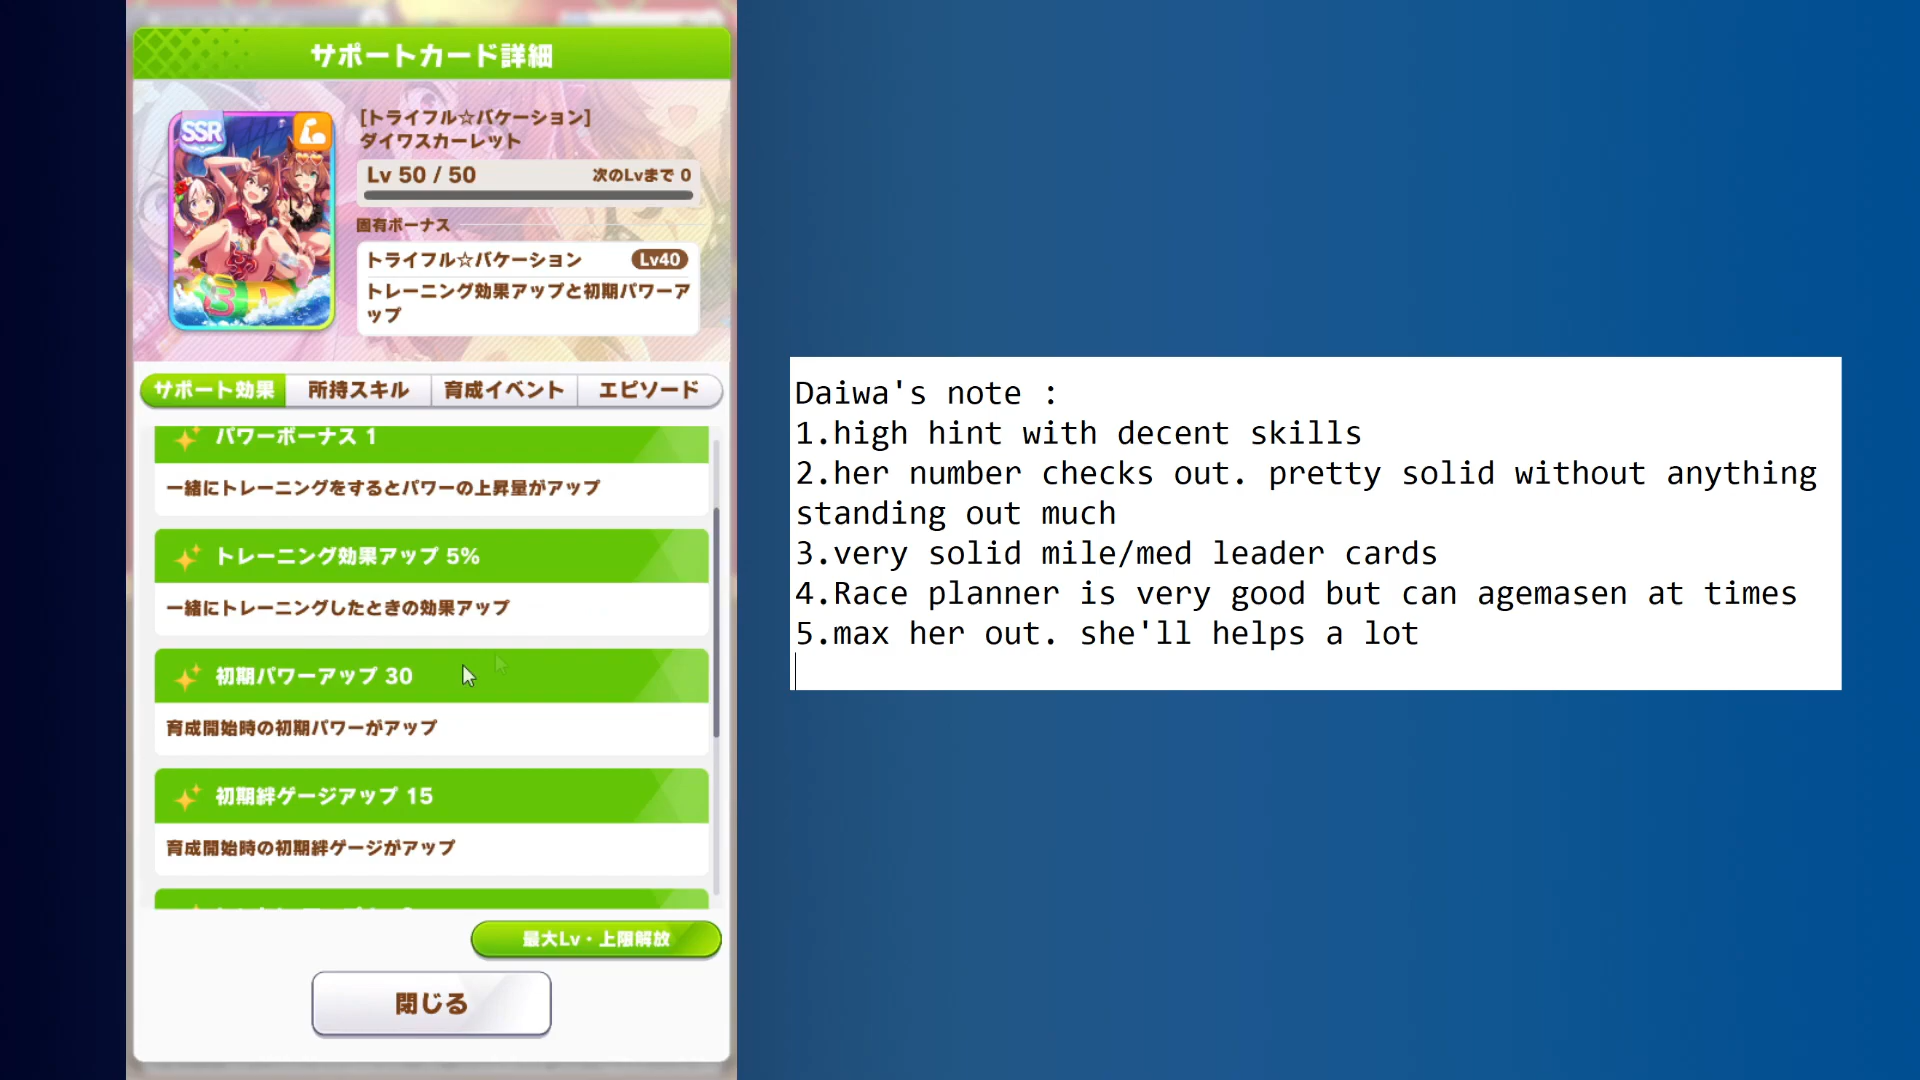 サポートカード詳細
SSR
[トライフル☆バケーション]
ダイワスカーレット
Lv 50 / 50
次のLvまで 0
固有ボーナス
トライフル☆バケーション
Lv40
トレーニング効果アップと初期パワーア
ップ
サポート効果
所持スキル
育成イベント
エピソード
パワーボーナス 1
一緒にトレーニングをするとパワーの上昇量がアップ
トレーニング効果アップ 5%
一緒にトレーニングしたときの効果アップ
初期パワーアップ 30
育成開始時の初期パワーがアップ
初期絆ゲージアップ 15
育成開始時の初期絆ゲージがアップ
最大Lv・上限解放
閉じる
Daiwa's note :
1.high hint with decent skills
2.her number checks out. pretty solid without anything
standing out much
3.very solid mile/med leader cards
4.Race planner is very good but can agemasen at times
5.max her out. she'll helps a lot